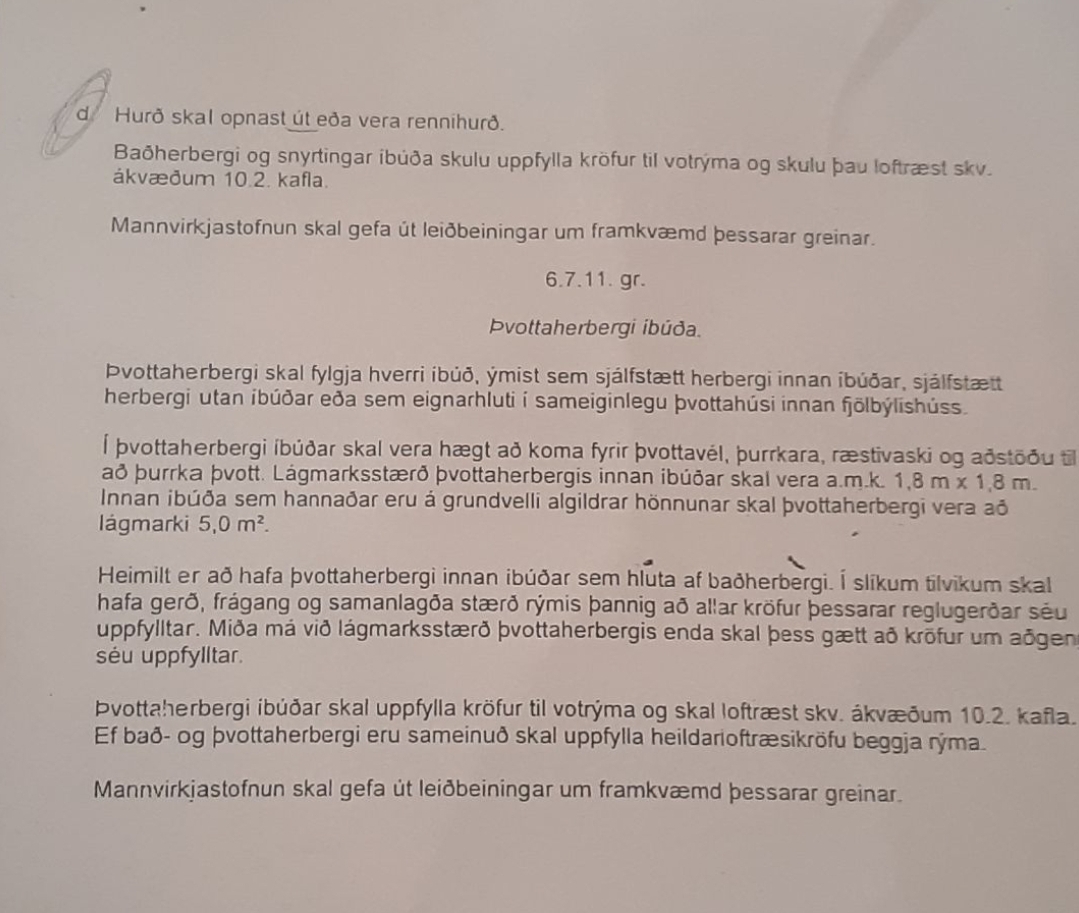 d. Hurð skal opnast út eða vera rennihurð.
Baðherbergi og snyrtingar íbúða skulu uppfylla kröfur til votrýma og skulu þau loftræst skv.
ákvæðum 10.2. kafla.
Mannvirkjastofnun skal gefa út leiðbeiningar um framkvæmd þessarar greinar.
6.7.11. gr.
Þvottaherbergi íbúða.
Þvottaherbergi skal fylgja hverri íbúð, ýmist sem sjálfstætt herbergi innan íbúðar, sjálfstætt
herbergi utan íbúðar eða sem eignarhluti í sameiginlegu þvottahúsi innan fjölbýlishúss.
Í þvottaherbergi íbúðar skal vera hægt að koma fyrir þvottavél, þurrkara, ræstivaski og aðstöðu til
að þurrka þvott. Lágmarksstærð þvottaherbergis innan íbúðar skal vera a.m.k. 1,8 m x 1,8 m.
Innan íbúða sem hannaðar eru á grundvelli algildrar hönnunar skal þvottaherbergi vera að
lágmarki 5,0 m².
Heimilt er að hafa þvottaherbergi innan íbúðar sem hluta af baðherbergi. Í slíkum tilvikum skal
hafa gerð, frágang og samanlagða stærð rýmis þannig að allar kröfur þessarar reglugerðar séu
uppfylltar. Miða má við lágmarksstærð þvottaherbergis enda skal þess gætt að kröfur um aðgen
séu uppfylltar.
Þvottaherbergi íbúðar skal uppfylla kröfur til votrýma og skal loftræst skv. ákvæðum 10.2. kafla.
Ef bað- og þvottaherbergi eru sameinuð skal uppfylla heildarloftræsikröfu beggja rýma.
Mannvirkjastofnun skal gefa út leiðbeiningar um framkvæmd þessarar greinar.